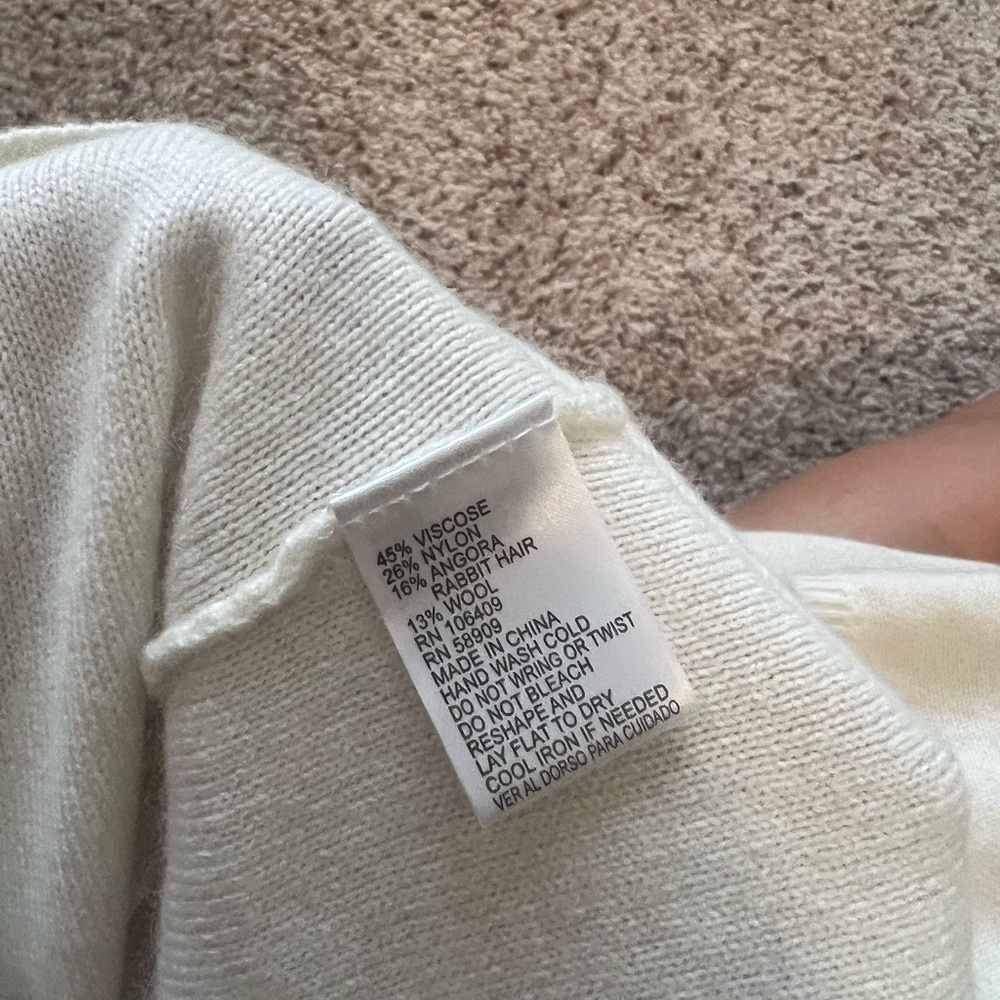 45% VISCOSE
26% NYLON
16% ANGORA
RABBIT HAIR
13% WOOL
RN 106409
RN 58909
MADE IN CHINA
HAND WASH COLD
DO NOT WRING OR TWIST
DO NOT BLEACH
RESHAPE AND
LAY FLAT TO DRY
COOL IRON IF NEEDED
VER AL DORSO PARA CUIDADO